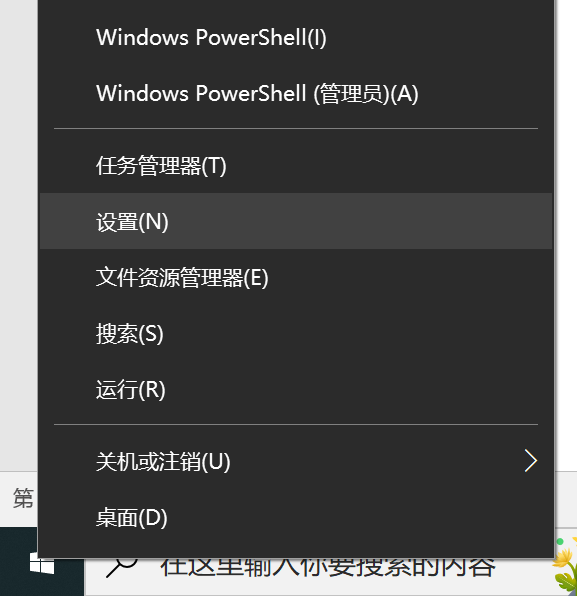 Windows PowerShell(I)
Windows PowerShell (管理员)(A)
任务管理器(T)
设置(N)
文件资源管理器(E)
搜索(S)
运行(R)
关机或注销(U)
桌面(D)
第
在这里输入你要搜索的内容